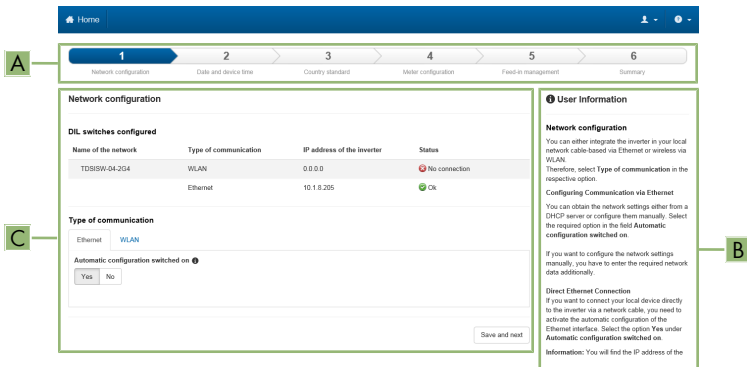 Home
A
1 2 3 4 5 6
Network configuration Date and device time Country standard Meter configuration Feed-in management Summary
Network configuration
DIL switches configured
Name of the network Type of communication IP address of the inverter Status
TDSISW-04-2G4 WLAN 0.0.0.0 No connection
Ethernet 10.1.8.205 Ok
C
Type of communication
Ethernet WLAN
Automatic configuration switched on
Yes No
Save and next
User Information
Network configuration
You can either integrate the inverter in your local
network cable-based via Ethernet or wireless via
WLAN.
Therefore, select Type of communication in the
respective option.
Configuring Communication via Ethernet
You can obtain the network settings either from a
DHCP server or configure them manually. Select
the required option in the field Automatic
configuration switched on.
If you want to configure the network settings
manually, you have to enter the required network
data additionally.
B
Direct Ethernet Connection
If you want to connect your local device directly
to the inverter via a network cable, you need to
activate the automatic configuration of the
Ethernet interface. Select the option Yes under
Automatic configuration switched on.
Information: You will find the IP address of the